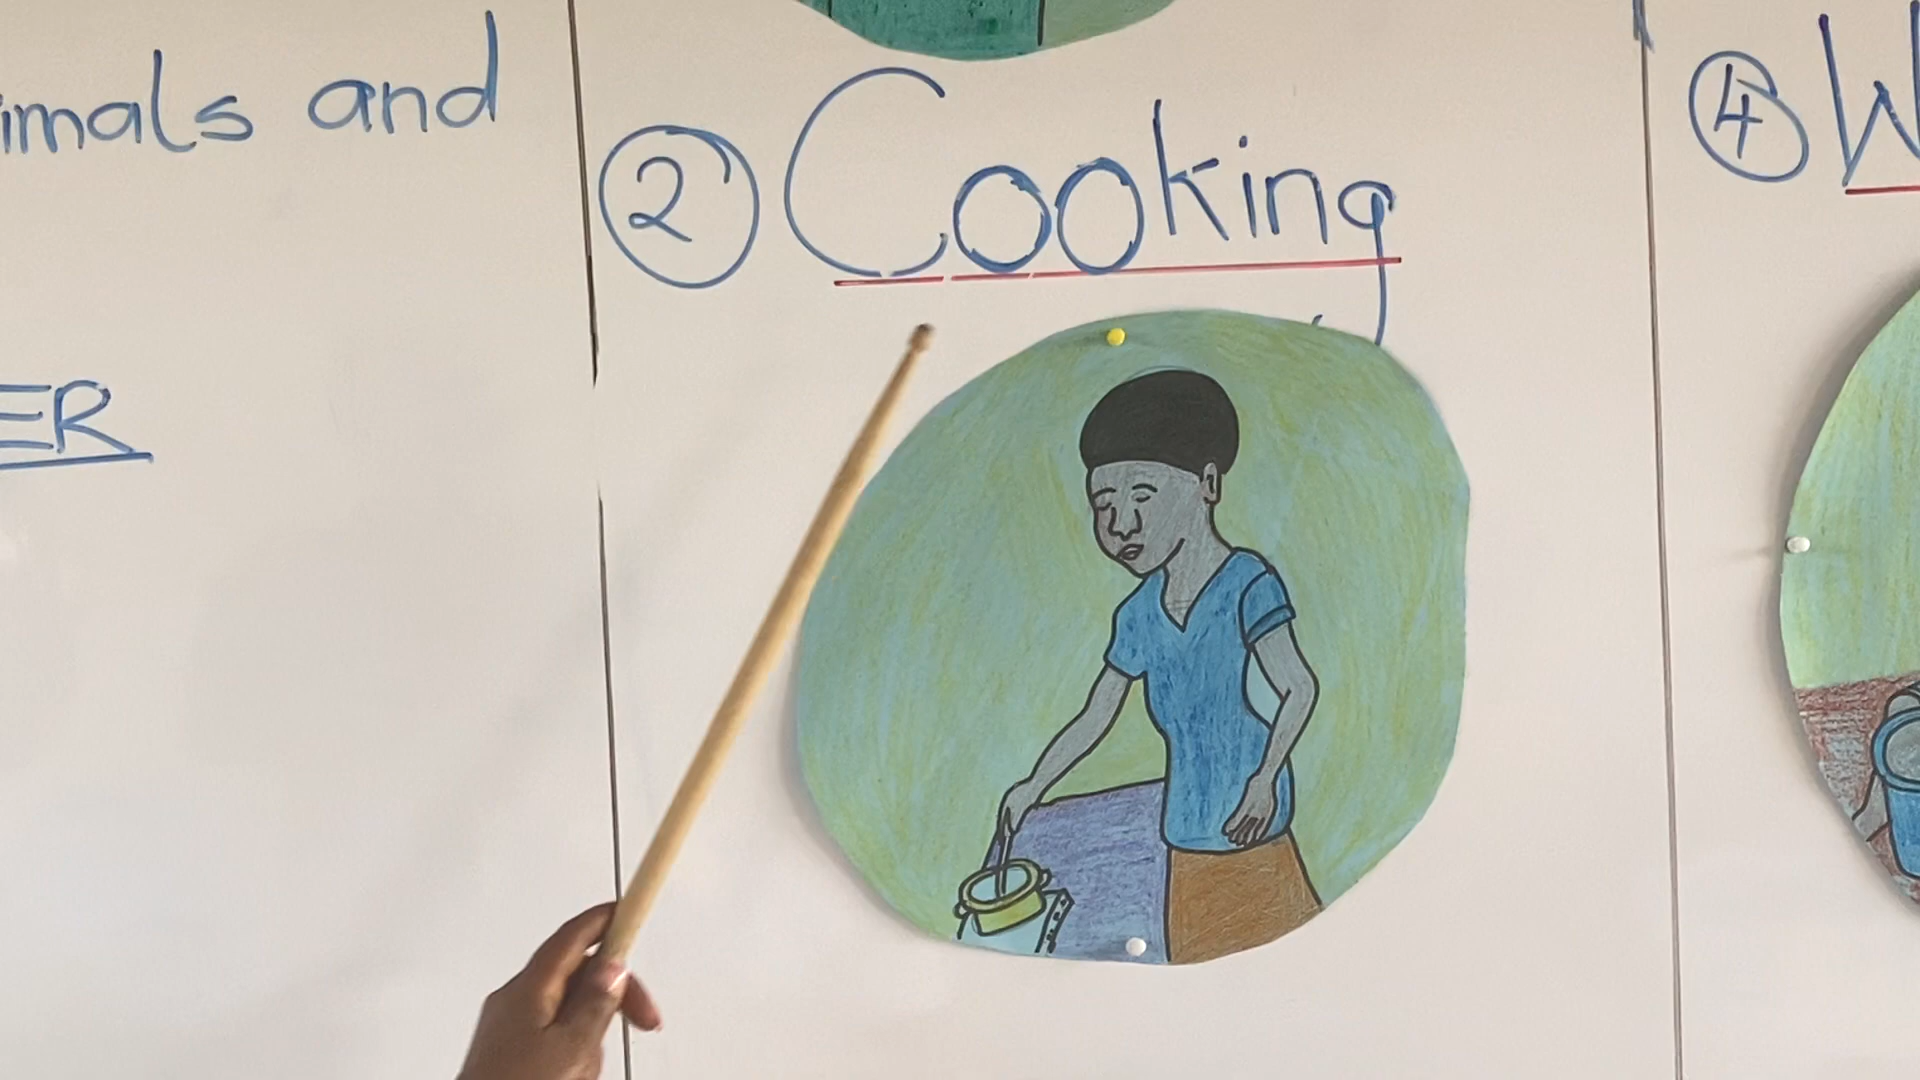 imals and
ER
② Cooking
④ W